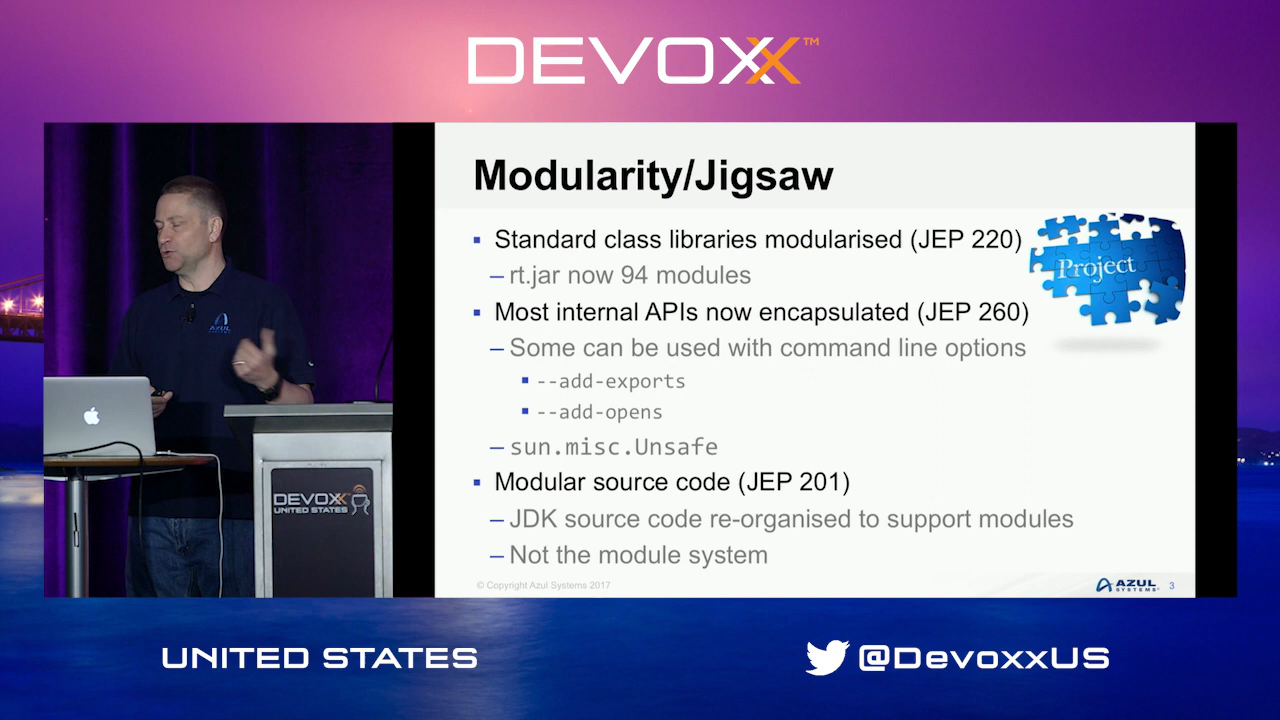 DEVOXX™
Modularity/Jigsaw
▪ Standard class libraries modularised (JEP 220)
– rt.jar now 94 modules
▪ Most internal APIs now encapsulated (JEP 260)
– Some can be used with command line options
▪ --add-exports
▪ --add-opens
– sun.misc.Unsafe
▪ Modular source code (JEP 201)
– JDK source code re-organised to support modules
– Not the module system
Project
© Copyright Azul Systems 2017
AZUL
SYSTEMS
3
AZUL
SYSTEMS
DEVOXX
UNITED STATES
UNITED STATES
@DevoxxUS